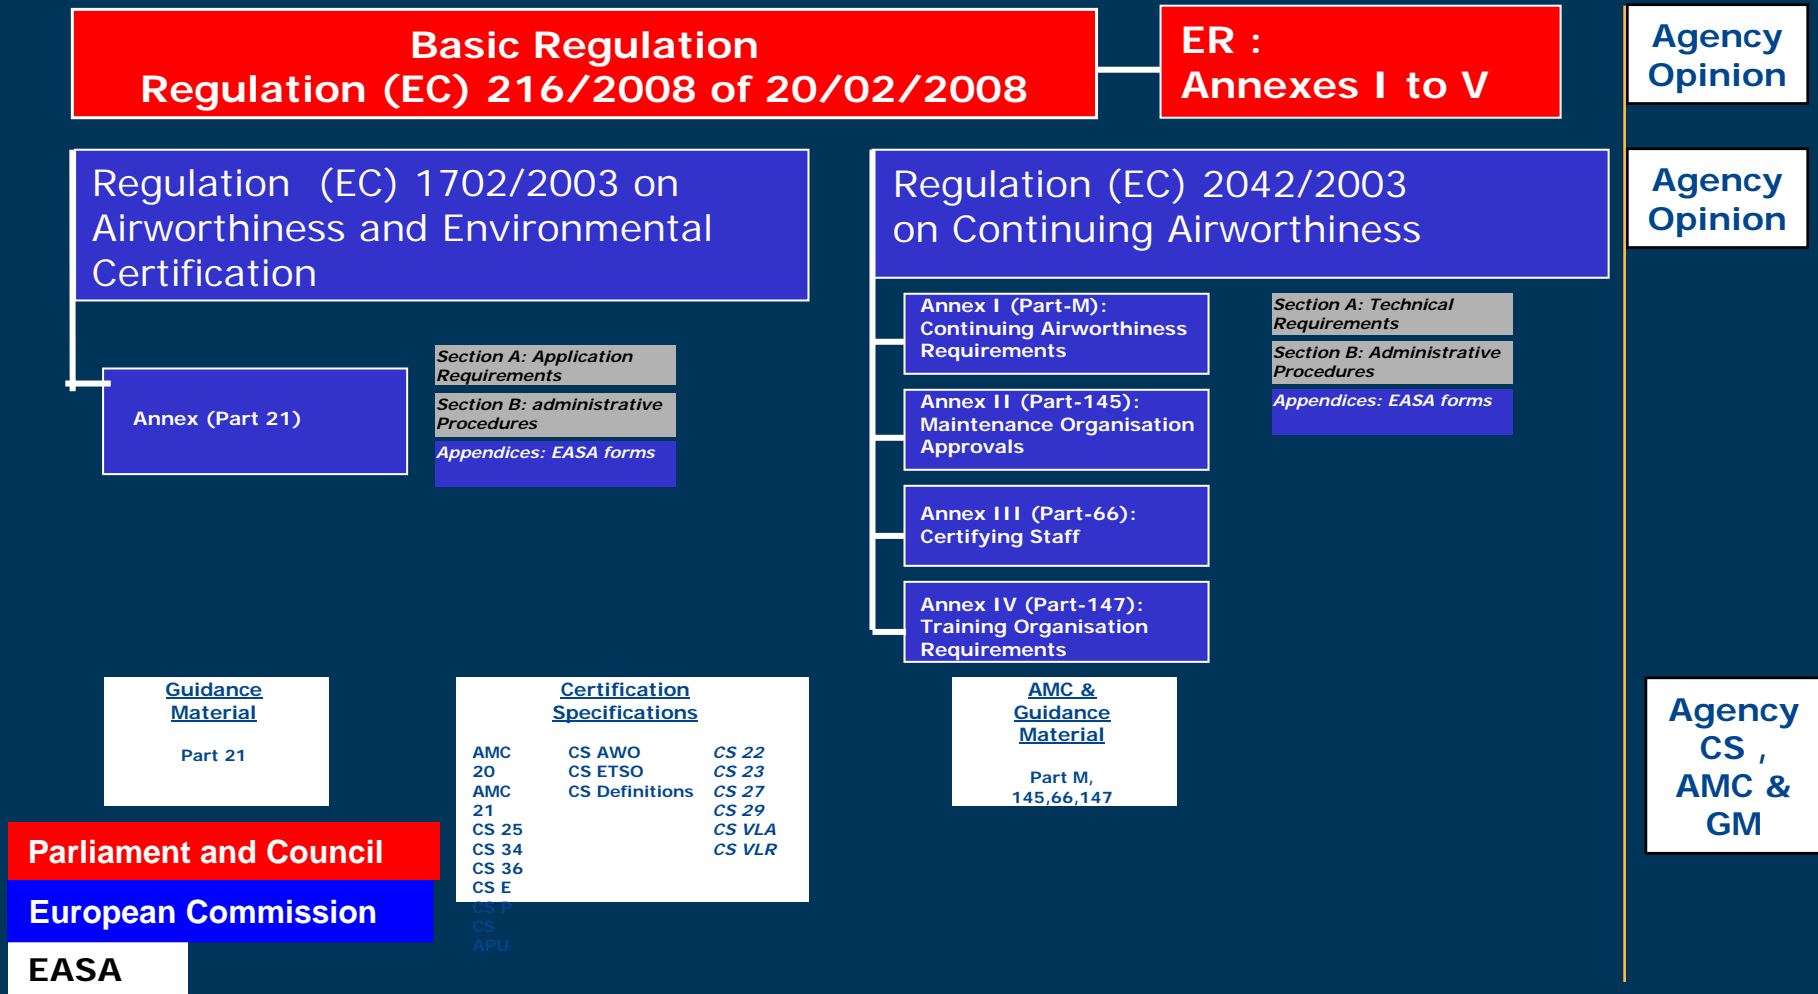 Basic Regulation
Regulation (EC) 216/2008 of 20/02/2008
ER :
Annexes I to V
Agency
Opinion
Regulation (EC) 1702/2003 on
Airworthiness and Environmental
Certification
Regulation (EC) 2042/2003
on Continuing Airworthiness
Agency
Opinion
Annex (Part 21)
Section A: Application
Requirements
Section B: administrative
Procedures
Appendices: EASA forms
Annex I (Part-M):
Continuing Airworthiness
Requirements
Annex II (Part-145):
Maintenance Organisation
Approvals
Annex III (Part-66):
Certifying Staff
Annex IV (Part-147):
Training Organisation
Requirements
Section A: Technical
Requirements
Section B: Administrative
Procedures
Appendices: EASA forms
Guidance
Material
Part 21
Certification
Specifications
AMC
20
AMC
21
CS 25
CS 34
CS 36
CS E
CS P
CS
APU
CS AWO
CS ETSO
CS Definitions
CS 22
CS 23
CS 27
CS 29
CS VLA
CS VLR
AMC &
Guidance
Material
Part M,
145,66,147
Agency
CS ,
AMC &
GM
Parliament and Council
European Commission
EASA